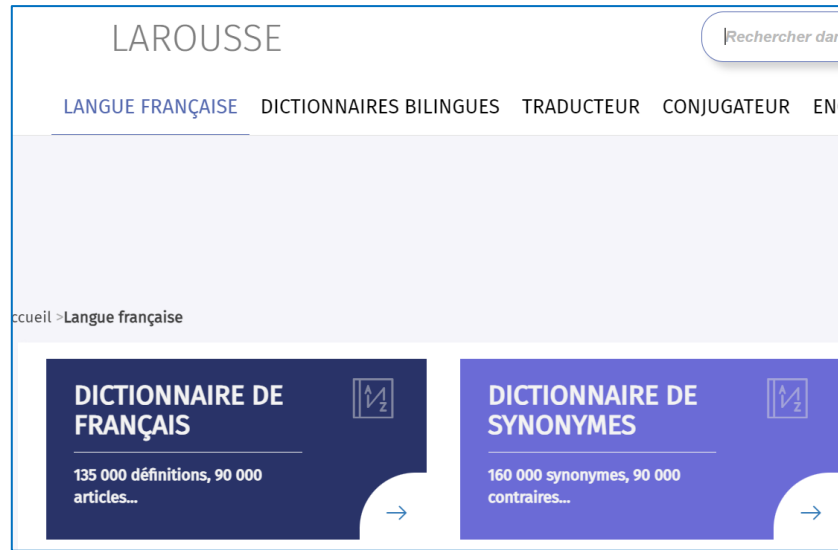 LAROUSSE
Rechercher
LANGUE FRANÇAISE DICTIONNAIRES BILINGUES TRADUCTEUR CONJUGATEUR
ccueil >Langue française
DICTIONNAIRE DE
FRANÇAIS
135 000 définitions, 90 000
articles...
DICTIONNAIRE DE
SYNONYMES
160 000 synonymes, 90 000
contraires...